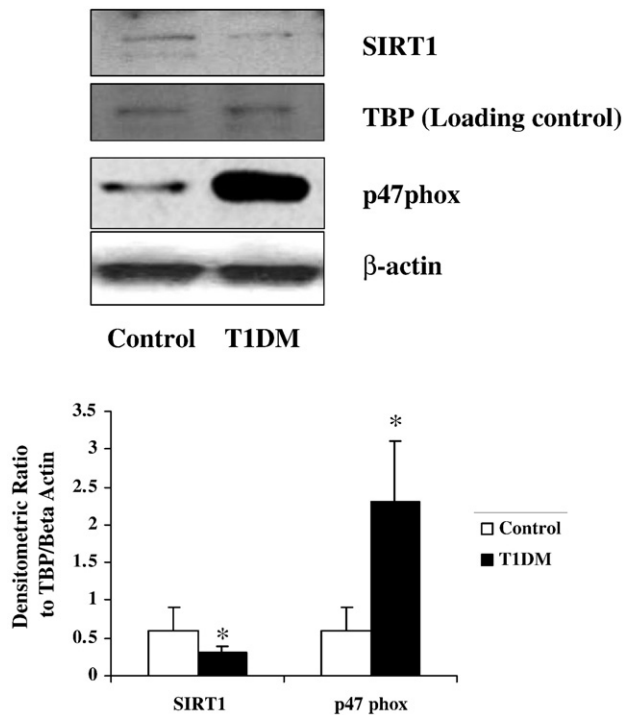 SIRT1
TBP (Loading control)
p47phox
β-actin
Control T1DM
Densitometric Ratio
to TBP/Beta Actin
3.5
3
2.5
2
1.5
1
0.5
0
*
*
SIRT1
p47 phox
Control
T1DM